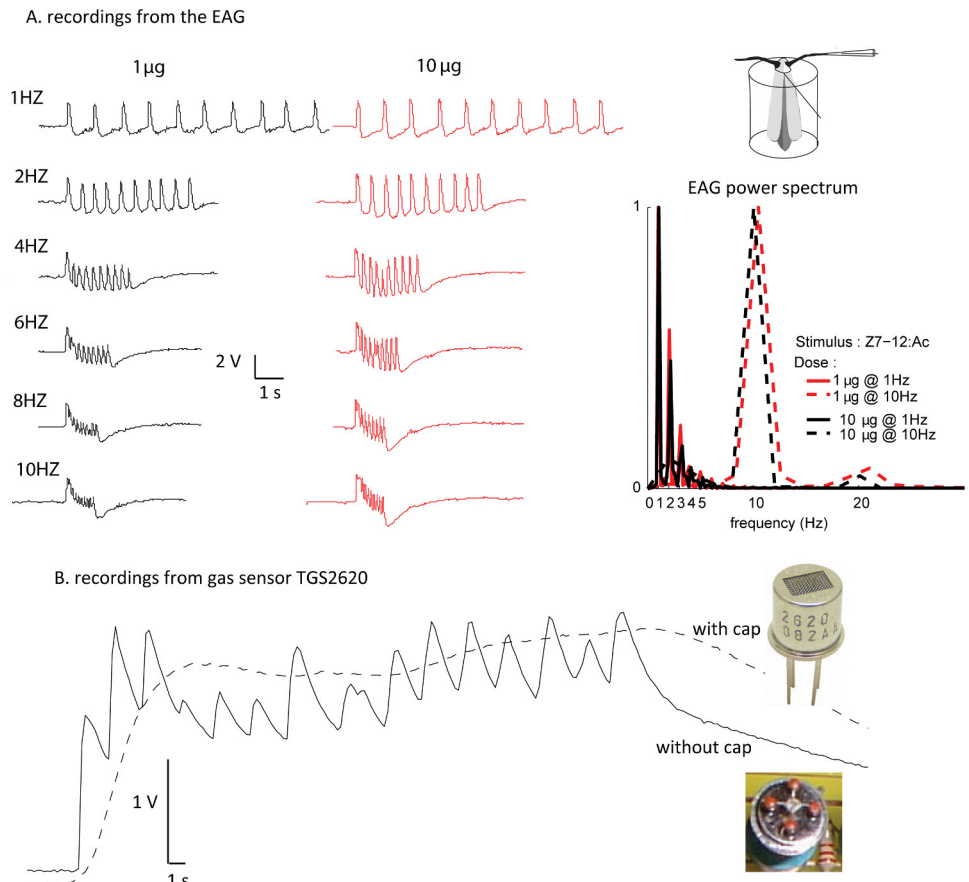 A. recordings from the EAG
1µg
10 µg
1HZ
2HZ
4HZ
6HZ
8HZ
10HZ
2 V
1 s
EAG power spectrum
1
0
Stimulus : Z7−12:Ac
Dose :
1 µg @ 1Hz
1 µg @ 10Hz
10 µg @ 1Hz
10 µg @ 10Hz
0 1 2 3 4 5 10 20
frequency (Hz)
B. recordings from gas sensor TGS2620
with cap
2620
082AA
without cap
1 V
1 s